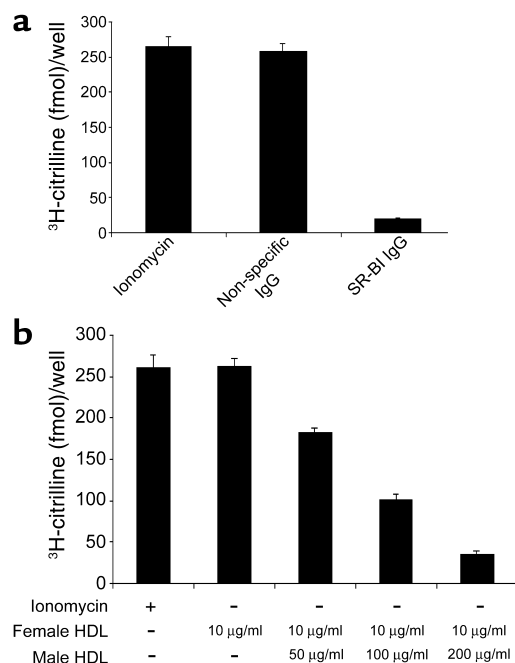 a
³H-citrilline (fmol)/well
300
250
200
150
100
50
0
Ionomycin
Non-specific
IgG
SR-BI IgG
b
³H-citrilline (fmol)/well
300
250
200
150
100
50
0
Ionomycin + - - - -
Female HDL - 10 μg/ml 10 μg/ml 10 μg/ml 10 μg/ml
Male HDL - - 50 μg/ml 100 μg/ml 200 μg/ml